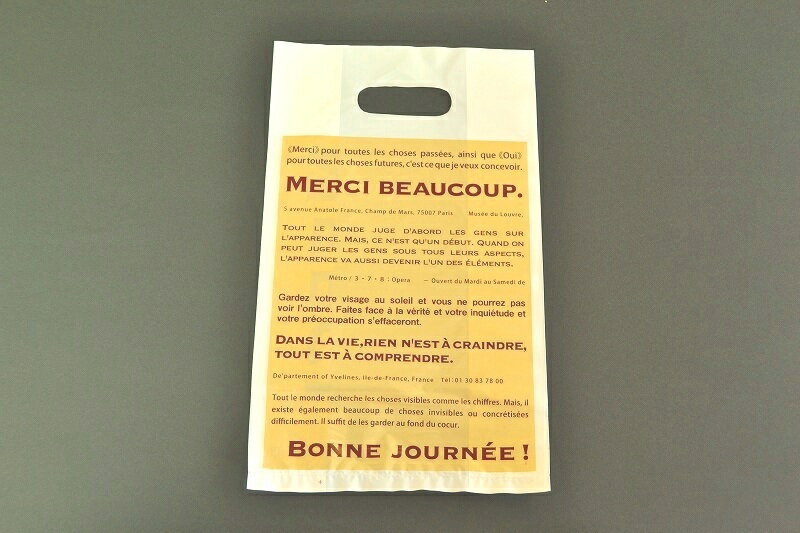 《Merci》pour toutes les choses passées, ainsi que《Oui》
pour toutes les choses futures, c'est ce que je veux concevoir.
MERCI BEAUCOUP.
5 avenue Anatole France, Champ de Mars, 75007 Paris Musée du Louvre,
TOUT LE MONDE JUGE D'ABORD LES GENS SUR
L'APPARENCE. MAIS, CE N'EST QU'UN DÉBUT. QUAND ON
PEUT JUGER LES GENS SOUS TOUS LEURS ASPECTS,
L'APPARENCE VA AUSSI DEVENIR L'UN DES ÉLÉMENTS.
Métro / 3・7・8 : Opera — Ouvert du Mardi au Samedi de
Gardez votre visage au soleil et vous ne pourrez pas
voir l'ombre. Faites face à la vérité et votre inquiétude et
votre préoccupation s'effaceront.
DANS LA VIE,RIEN N'EST À CRAINDRE,
TOUT EST À COMPRENDRE.
De'partement of Yvelines, Ile-de-France, France Tel:01 30 83 78 00
Tout le monde recherche les choses visibles comme les chiffres. Mais, il
existe également beaucoup de choses invisibles ou concrétisées
difficilement. Il suffit de les garder au fond du cocur.
BONNE JOURNÉE !